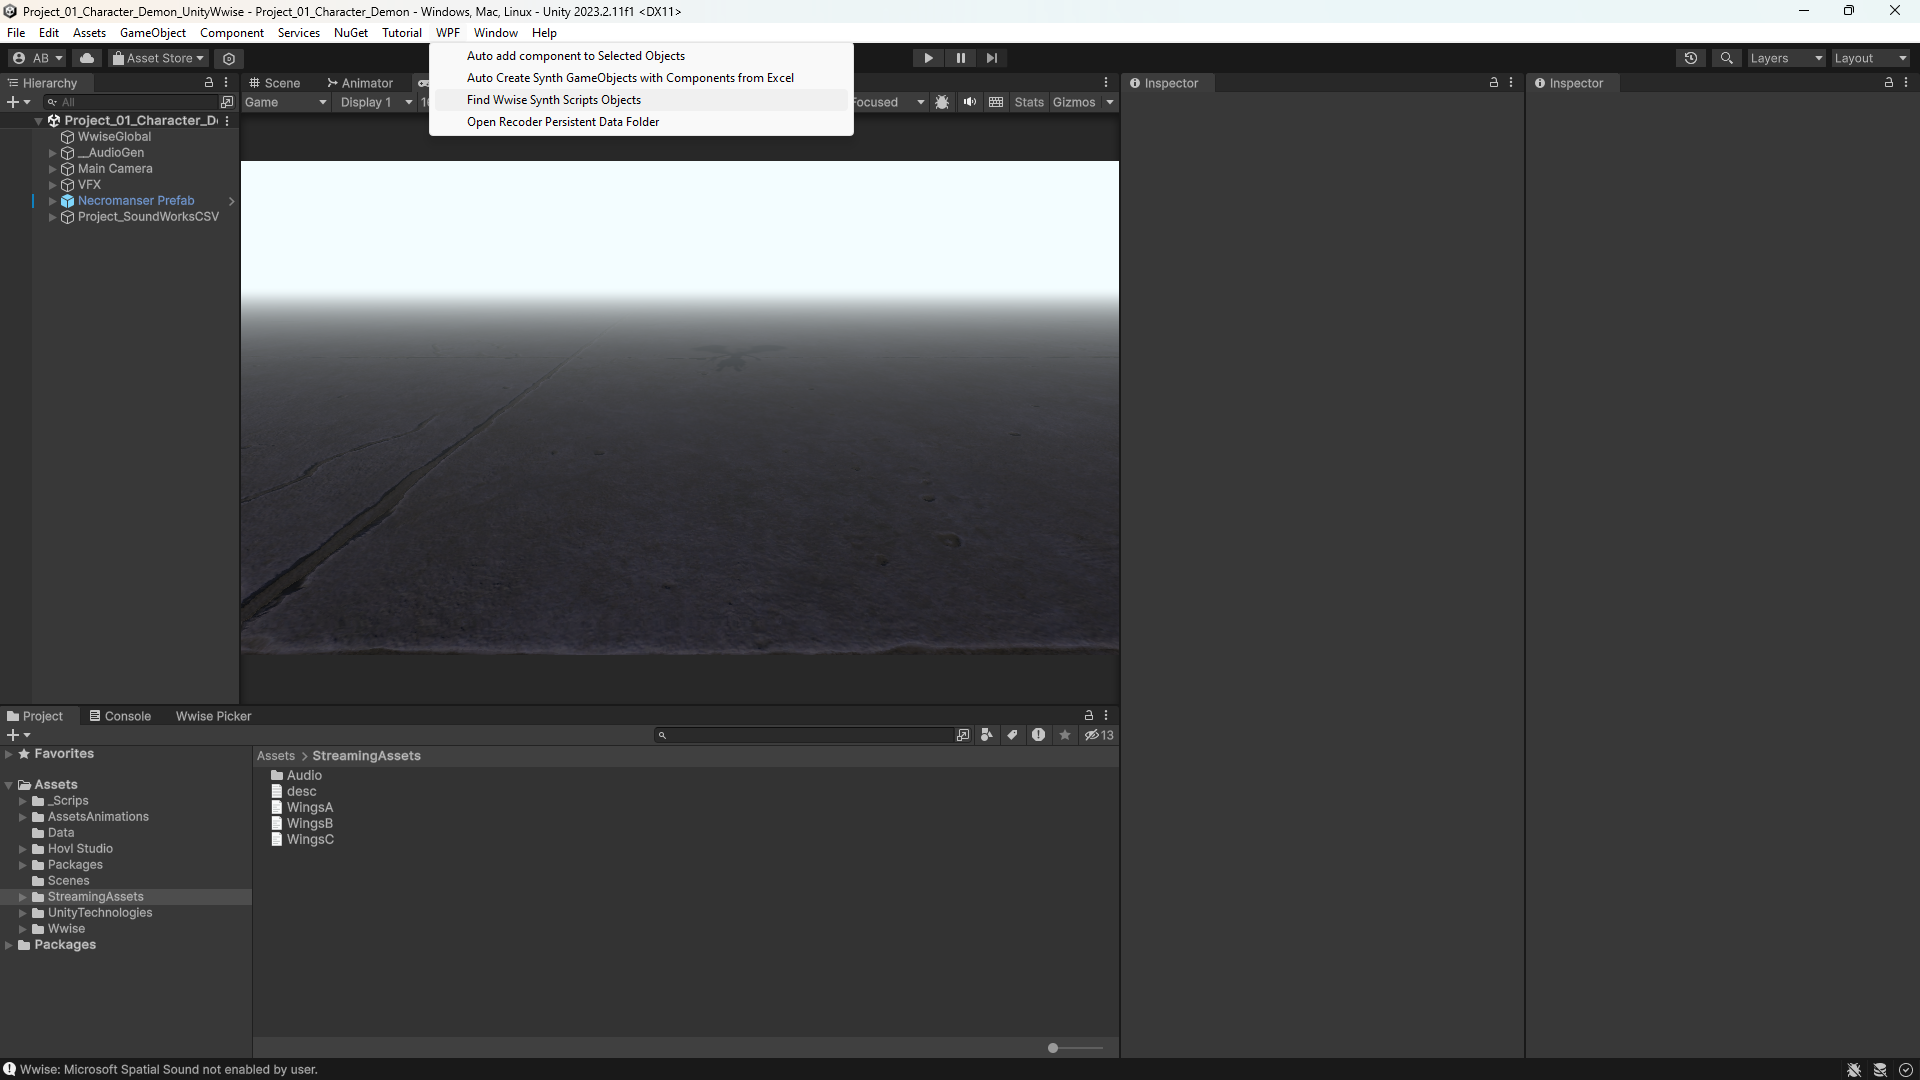 Project_01_Character_Demon_UnityWwise - Project_01_Character_Demon - Windows, Mac, Linux - Unity 2023.2.11f1 <DX11>
File Edit Assets GameObject Component Services NuGet Tutorial WPF Window Help
AB Asset Store Layers Layout
Auto add component to Selected Objects
Auto Create Synth GameObjects with Components from Excel
Find Wwise Synth Scripts Objects
Open Recoder Persistent Data Folder
Hierarchy Scene Animator Inspector Inspector
All Game Display 1 Stats Gizmos
Project_01_Character_D
WwiseGlobal
__AudioGen
Main Camera
VFX
Necromanser Prefab
Project_SoundWorksCSV
Project Console Wwise Picker
13
Favorites
Assets > StreamingAssets
Assets
_Scrips
AssetsAnimations
Data
Hovl Studio
Packages
Scenes
StreamingAssets
UnityTechnologies
Wwise
Packages
Audio
desc
WingsA
WingsB
WingsC
Wwise: Microsoft Spatial Sound not enabled by user.